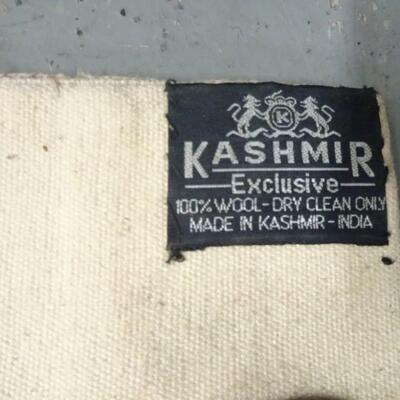 K
KASHMIR
Exclusive
100% WOOL-DRY CLEAN ONLY
MADE IN KASHMIR-INDIA